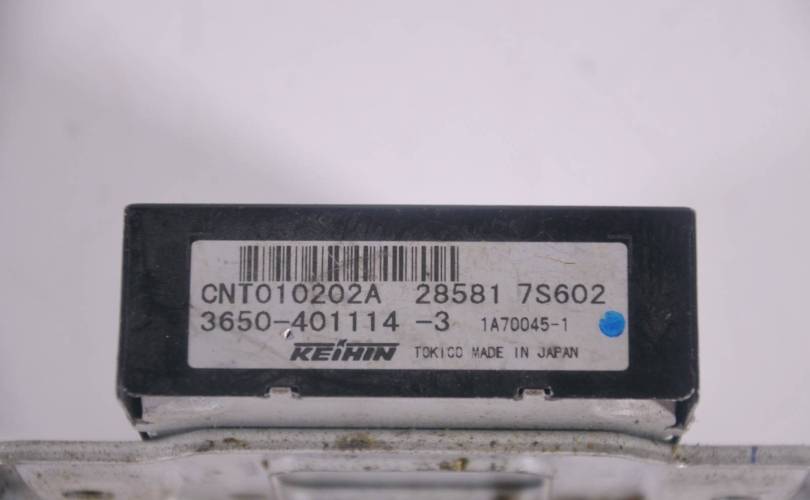 CNT010202A 28581 7S602
3650-401114 -3 1A70045-1
KEIHIN TOKICO MADE IN JAPAN